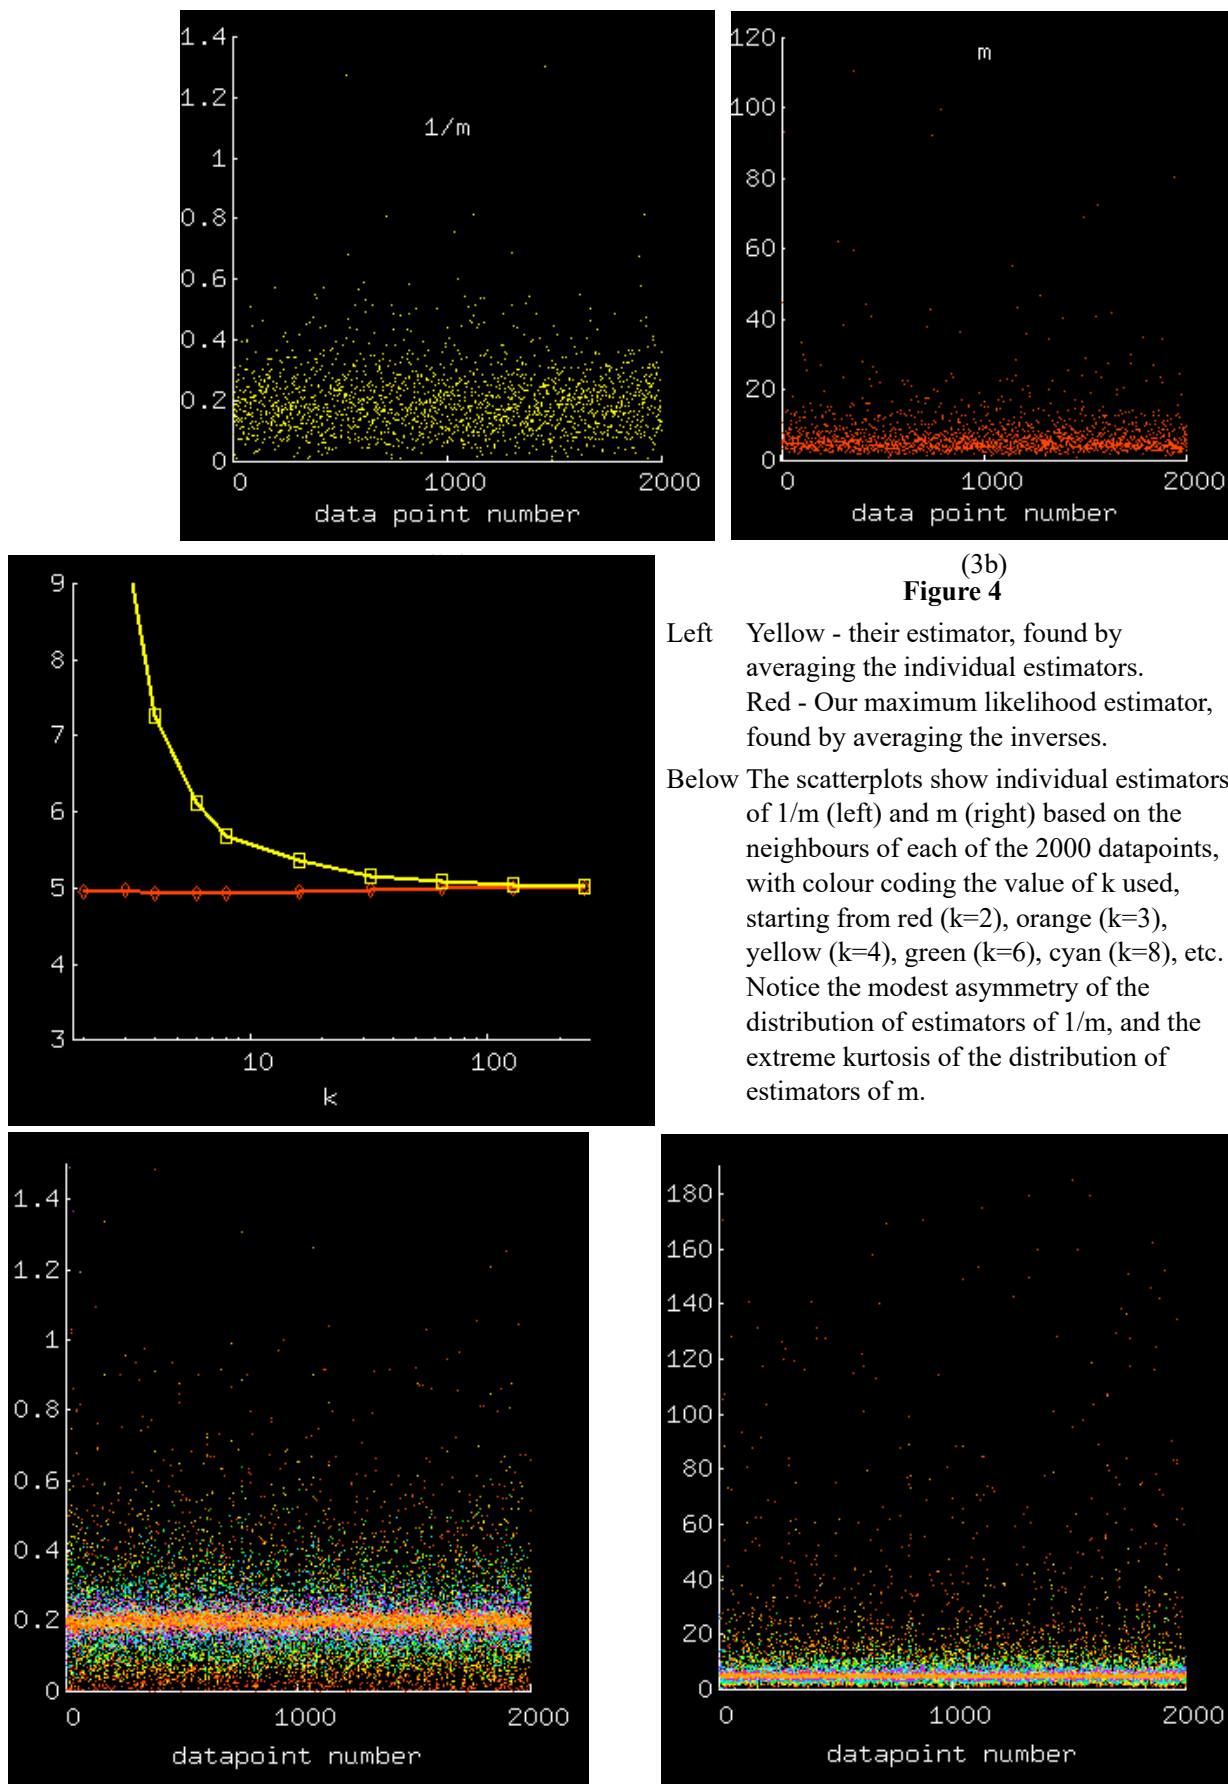 1.4
1.2
1
0.8
0.6
0.4
0.2
0
1/m
0 1000 2000
data point number
120
100
80
60
40
20
0
m
0 1000 2000
data point number
(3b)
Figure 4
9
8
7
6
5
4
3
10 100
k
Left Yellow - their estimator, found by
averaging the individual estimators.
Red - Our maximum likelihood estimator,
found by averaging the inverses.
Below The scatterplots show individual estimators
of 1/m (left) and m (right) based on the
neighbours of each of the 2000 datapoints,
with colour coding the value of k used,
starting from red (k=2), orange (k=3),
yellow (k=4), green (k=6), cyan (k=8), etc.
Notice the modest asymmetry of the
distribution of estimators of 1/m, and the
extreme kurtosis of the distribution of
estimators of m.
1.4
1.2
1
0.8
0.6
0.4
0.2
0
0 1000 2000
datapoint number
180
160
140
120
100
80
60
40
20
0
0 1000 2000
datapoint number